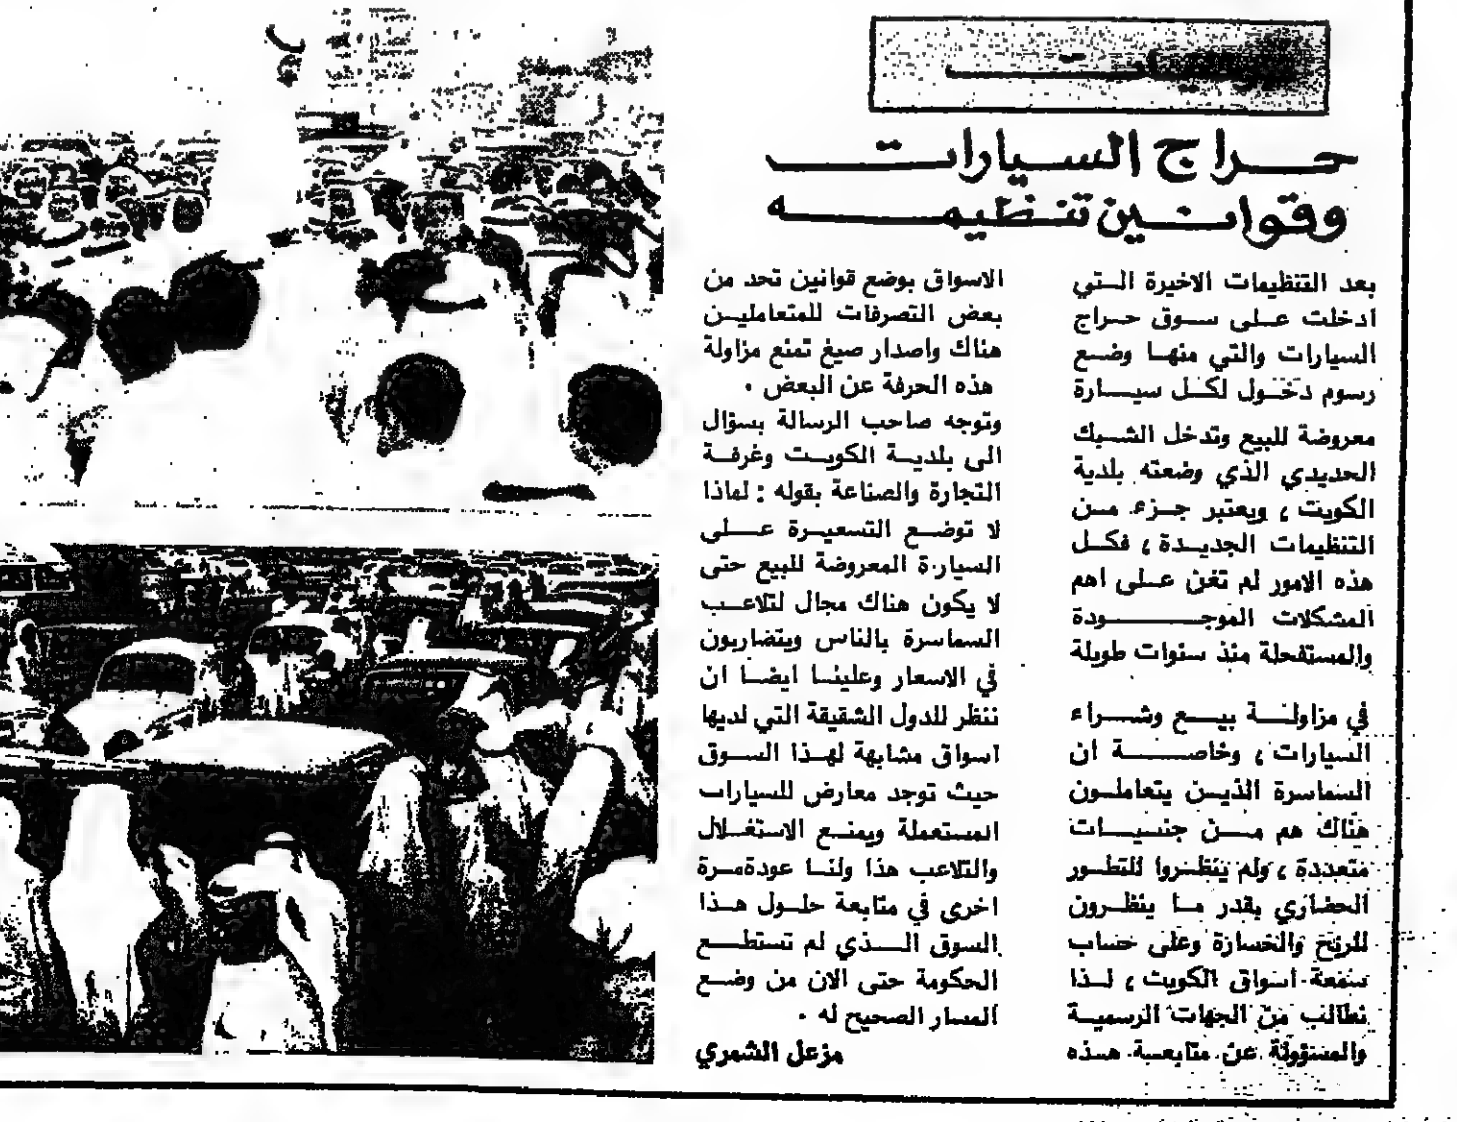 حراج السيارات
وقوانين تنظيمه
بعد التنظيمات الاخيرة التي
ادخلت على سوق حراج
السيارات والتي منها وضع
رسوم دخول لكل سيارة
معروضة للبيع وتدخل الشبك
الحديدي الذي وضعته بلدية
الكويت ، ويعتبر جزء من
التنظيمات الجديدة ، فكل
هذه الامور لم تغن على اهم
المشكلات الموجودة
والمستفحلة منذ سنوات طويلة
في مزاولة بيع وشراء
السيارات ، وخاصة ان
السماسرة الذين يتعاملون
هناك هم من جنسيات
متعددة ، ولم ينظروا للتطور
الحضاري بقدر ما ينظرون
للربح والخسارة وعلى حساب
سمعة اسواق الكويت ، لذا
نطالب من الجهات الرسمية
والمسؤولة عن متابعة هذه
الاسواق بوضع قوانين تحد من
بعض التصرفات للمتعاملين
هناك واصدار صيغ تمنع مزاولة
هذه الحرفة عن البعض .
وتوجه صاحب الرسالة بسؤال
الى بلدية الكويت وغرفة
التجارة والصناعة بقوله : لماذا
لا توضع التسعيرة على
السيارة المعروضة للبيع حتى
لا يكون هناك مجال لتلاعب
السماسرة بالناس ويتضاربون
في الاسعار وعلينا ايضا ان
ننظر للدول الشقيقة التي لديها
اسواق مشابهة لهذا السوق
حيث توجد معارض للسيارات
المستعملة ويمنع الاستغلال
والتلاعب هذا ولنا عودة مرة
اخرى في متابعة حلول هذا
السوق الذي لم تستطع
الحكومة حتى الان من وضع
المسار الصحيح له .
مزعل الشمري